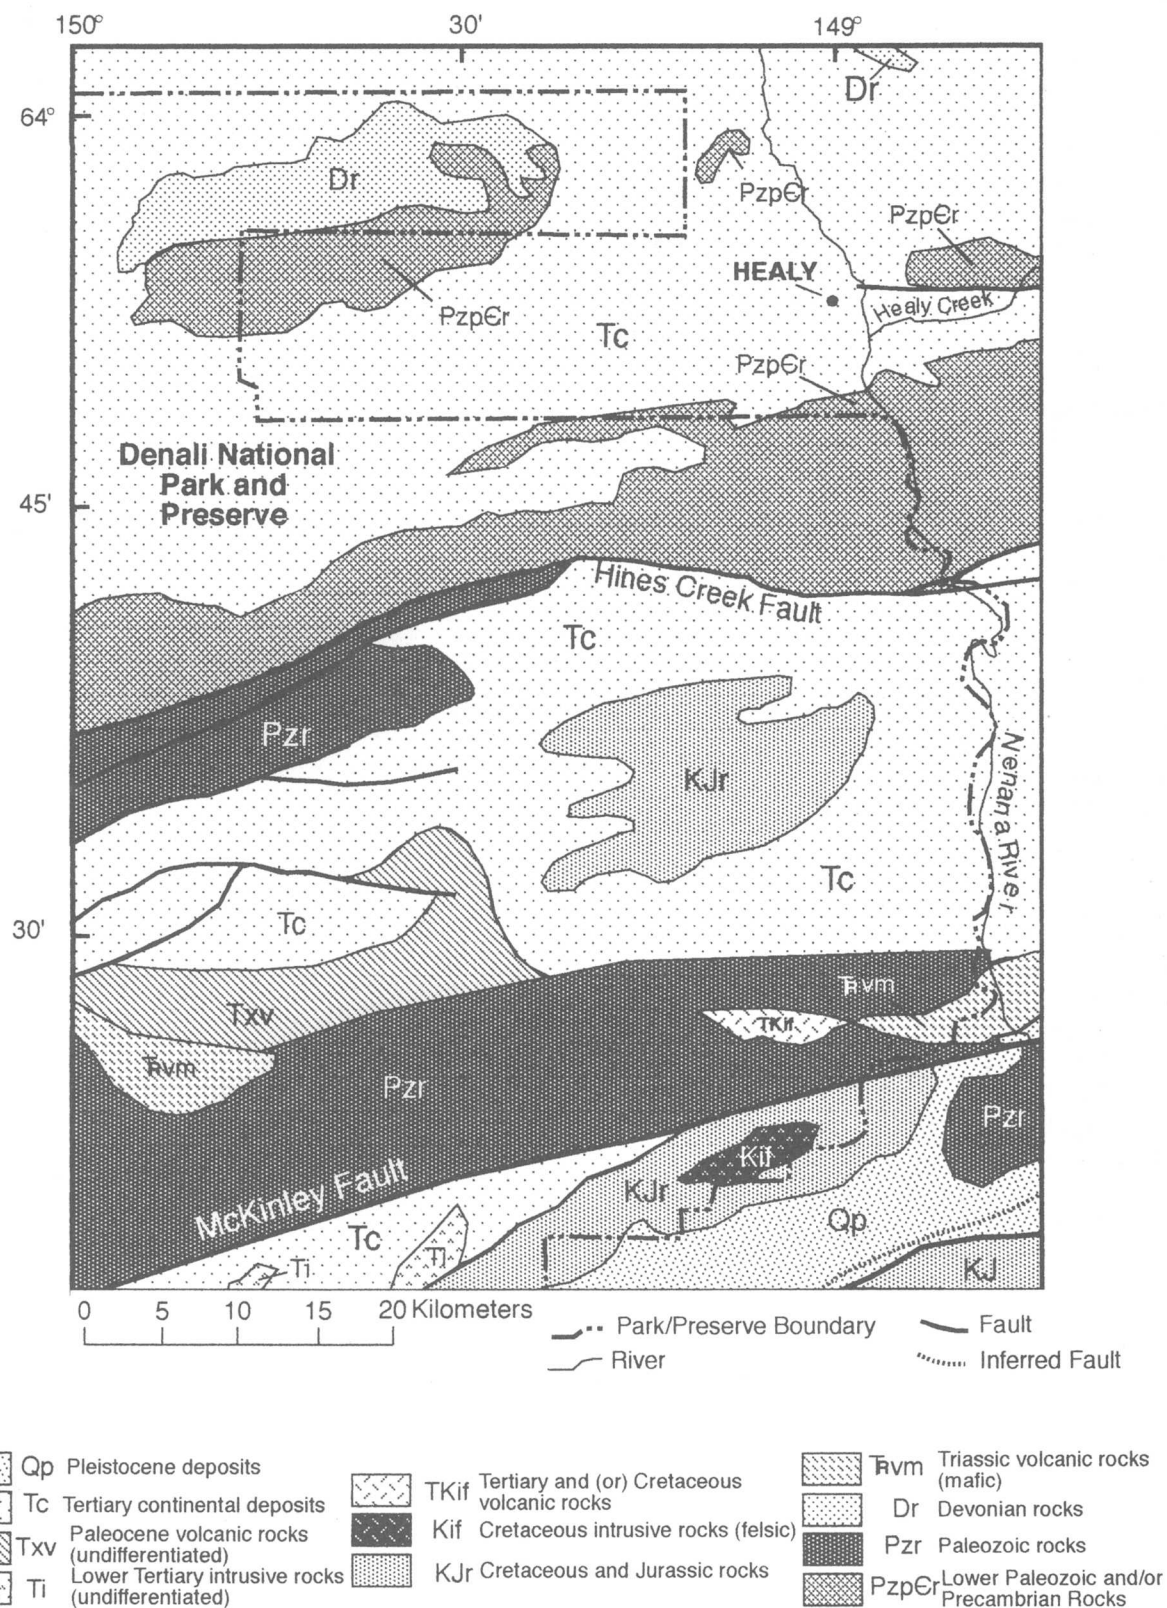 150° 30' 149°
64°
Dr
Dr
PzpЄr
PzpЄr
HEALY
Healy Creek
PzpЄr
Tc
PzpЄr
Denali National
Park and
Preserve
45'
Hines Creek Fault
Tc
Pzr
KJr
Nenana River
Tc
Tc
30'
TRvm
Txv
TKif
TRvm
Pzr
Pzr
Kif
McKinley Fault
KJr
Tc
Qp
Ti
Ti
KJ
0 5 10 15 20 Kilometers
Park/Preserve Boundary
Fault
River
Inferred Fault
Qp Pleistocene deposits
Tc Tertiary continental deposits
Txv Paleocene volcanic rocks
(undifferentiated)
Ti Lower Tertiary intrusive rocks
(undifferentiated)
TKif Tertiary and (or) Cretaceous
volcanic rocks
Kif Cretaceous intrusive rocks (felsic)
KJr Cretaceous and Jurassic rocks
TRvm Triassic volcanic rocks
(mafic)
Dr Devonian rocks
Pzr Paleozoic rocks
PzpЄr Lower Paleozoic and/or
Precambrian Rocks